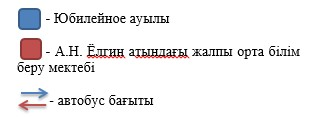 - Юбилейное ауылы
- А.Н. Ёлгин атындағы жалпы орта білім
беру мектебі
- автобус бағыты